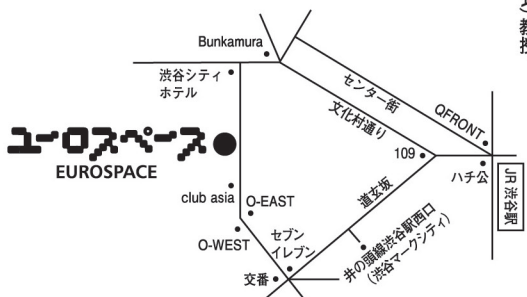 Bunkamura
渋谷シティ
ホテル
センター街
QFRONT
文化村通り
ユーロスペース
EUROSPACE
109
ハチ公
JR 渋谷駅
club asia
O-EAST
道玄坂
O-WEST
セブン
イレブン
井の頭線渋谷駅西口
(渋谷マークシティ)
交番